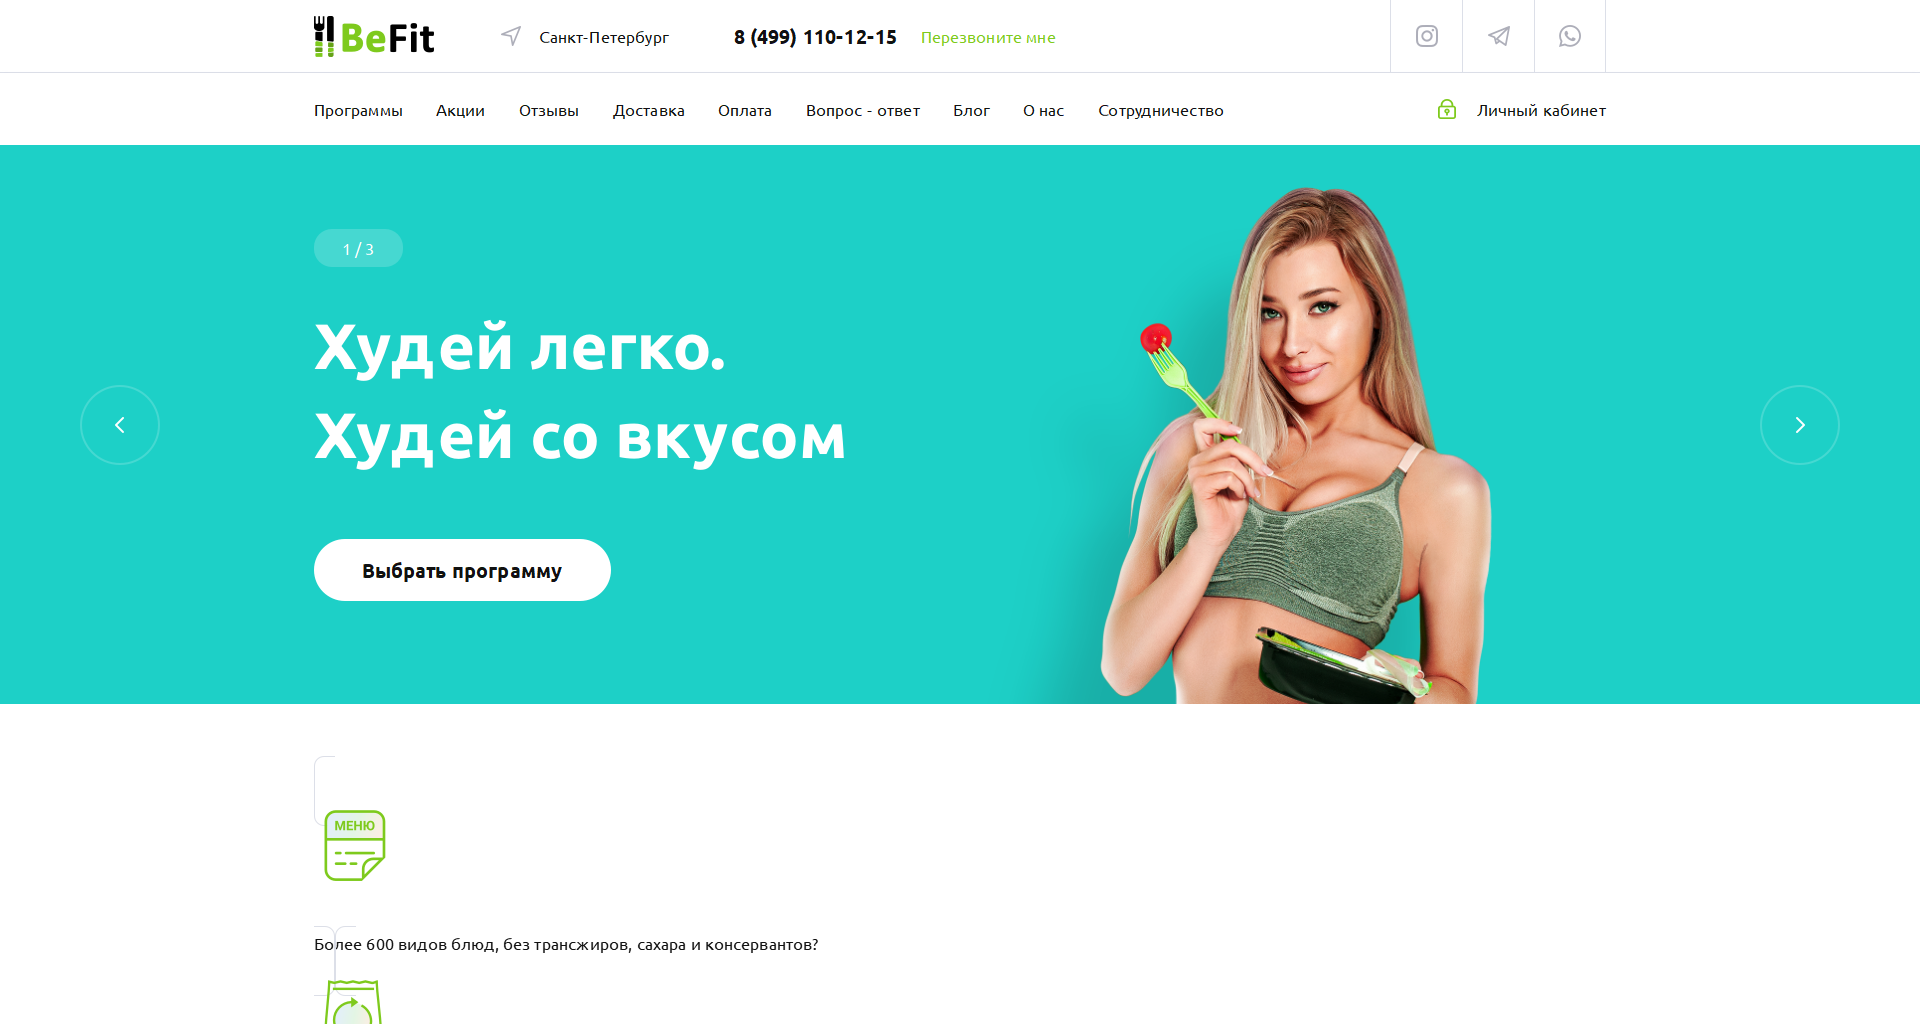 BeFit
Санкт-Петербург
8 (499) 110-12-15
Перезвоните мне
Программы
Акции
Отзывы
Доставка
Оплата
Вопрос - ответ
Блог
О нас
Сотрудничество
Личный кабинет
1 / 3
Худей легко.
Худей со вкусом
Выбрать программу
МЕНЮ
Более 600 видов блюд, без трансжиров, сахара и консервантов?